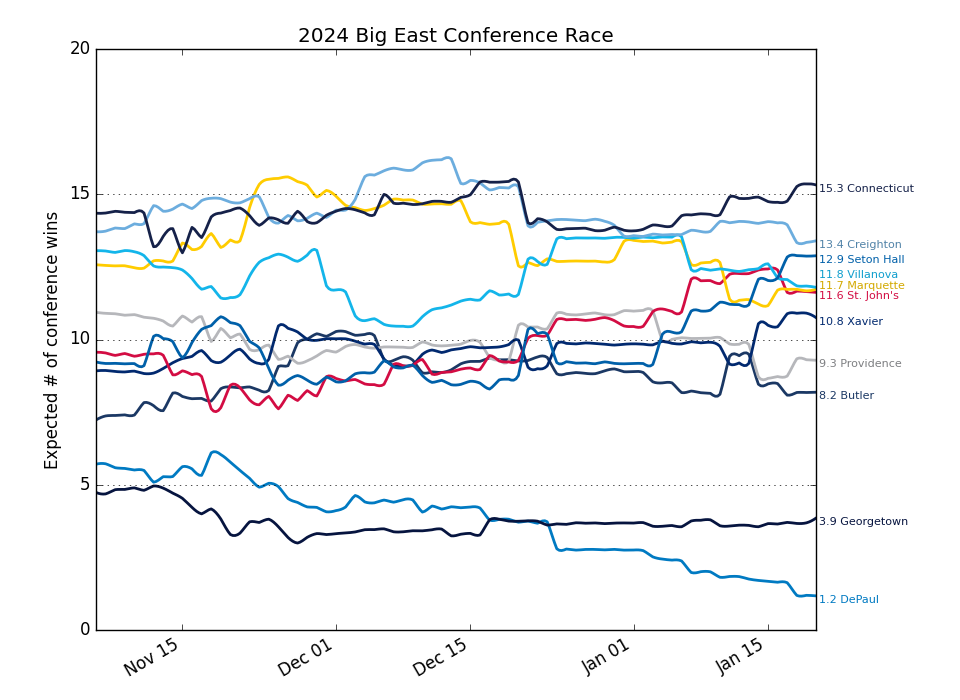 2024 Big East Conference Race
Expected # of conference wins
20
15
10
5
0
Nov 15
Dec 01
Dec 15
Jan 01
Jan 15
15.3 Connecticut
13.4 Creighton
12.9 Seton Hall
11.8 Villanova
11.7 Marquette
11.6 St. John's
10.8 Xavier
9.3 Providence
8.2 Butler
3.9 Georgetown
1.2 DePaul